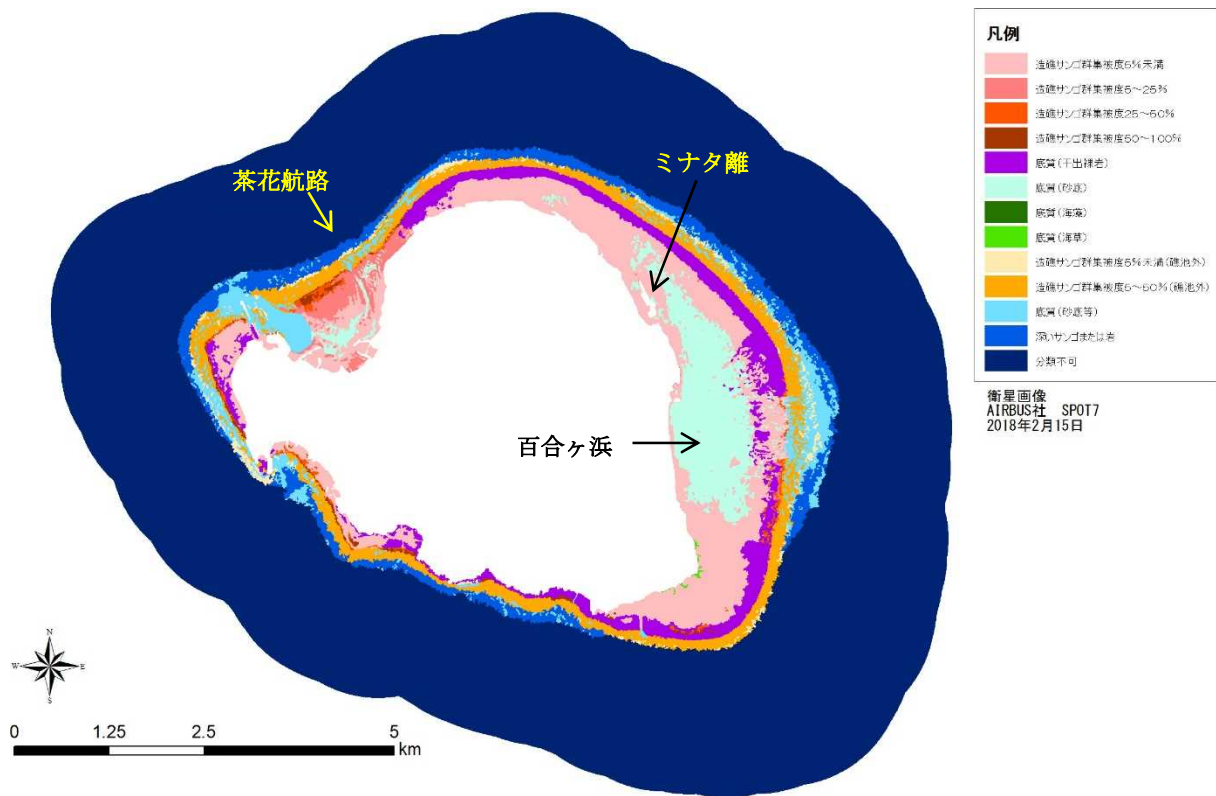 凡例
造礁サンゴ群集被度5%未満
造礁サンゴ群集被度5～25%
造礁サンゴ群集被度25～50%
造礁サンゴ群集被度50～100%
底質(干出裸岩)
底質(砂底)
底質(海藻)
底質(海草)
造礁サンゴ群集被度5%未満(礁池外)
造礁サンゴ群集被度5～50%(礁池外)
底質(砂底等)
深いサンゴまたは岩
分類不可
衛星画像
AIRBUS社 SPOT7
2018年2月15日
ミナタ離
茶花航路
百合ヶ浜
N
W E
S
0 1.25 2.5 5
km